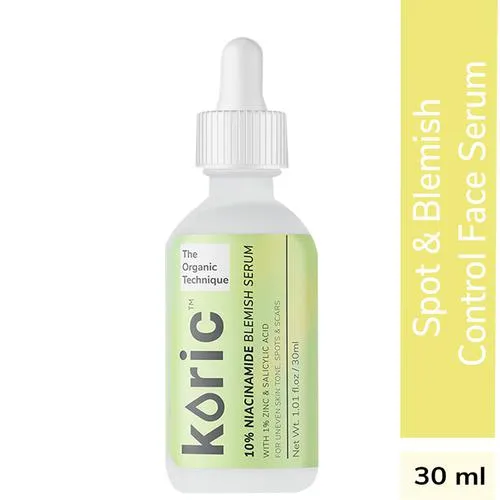 The
Organic
Technique
koric™
10% NIACINAMIDE BLEMISH SERUM
WITH 1% ZINC & SALICYLIC ACID
FOR UNEVEN SKIN TONE, SPOTS & SCARS
Net Wt. 1.01 fl.oz / 30ml
Spot & Blemish
Control Face Serum
30 ml